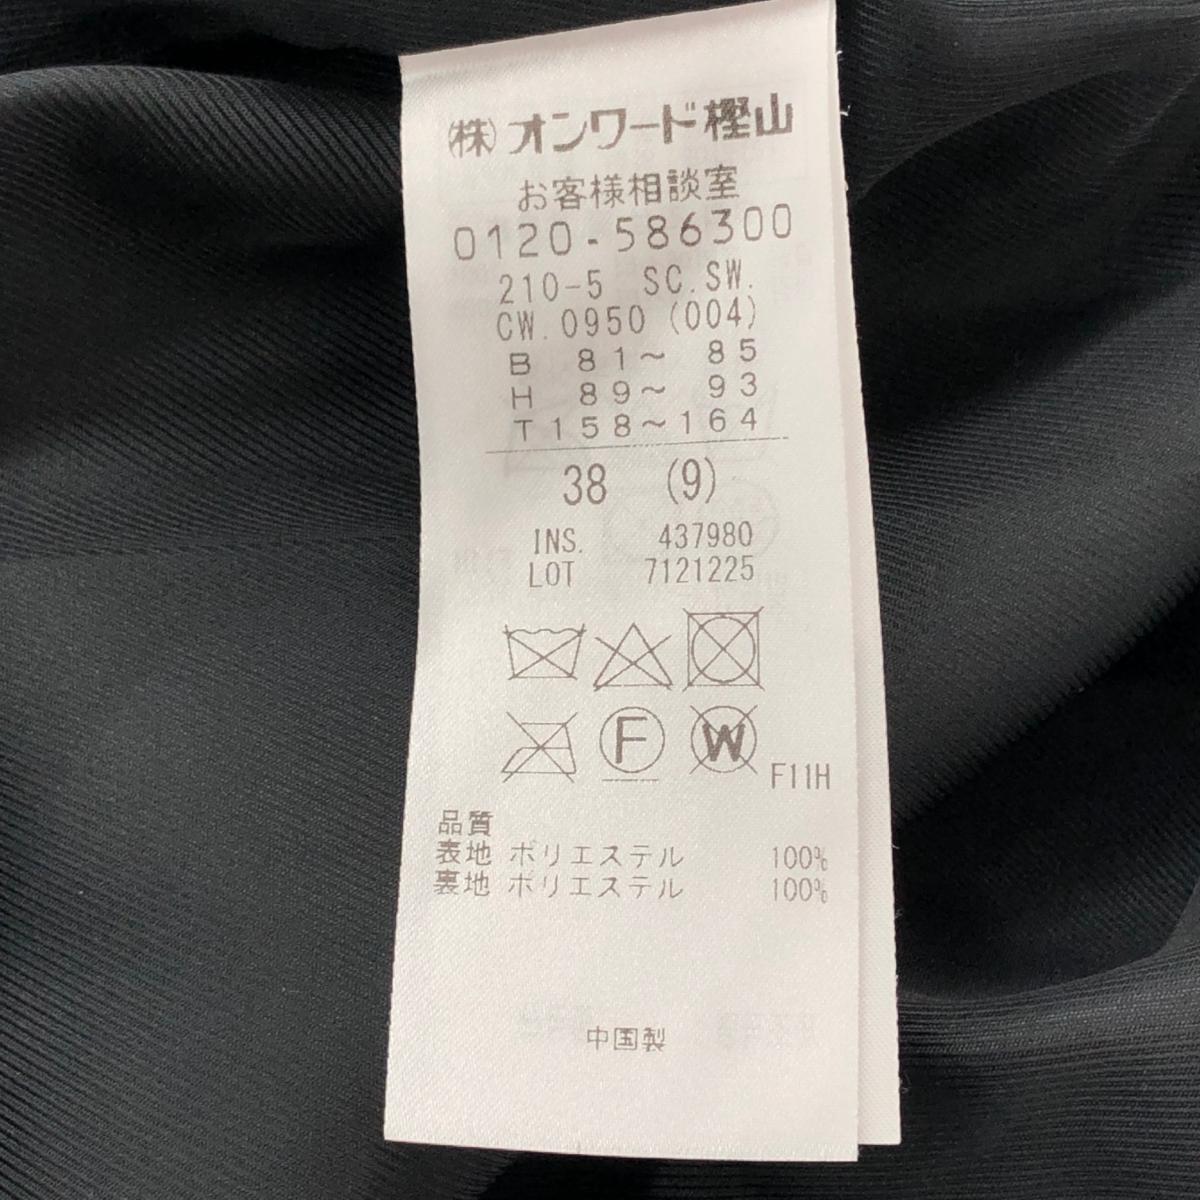 (株)オンワード樫山
お客様相談室
0120-586300
210-5 SC.SW.
CW.0950 (004)
B 81～ 85
H 89～ 93
T158～164
38 (9)
INS. 437980
LOT 7121225
F W F11H
品質
表地 ポリエステル 100%
裏地 ポリエステル 100%
中国製